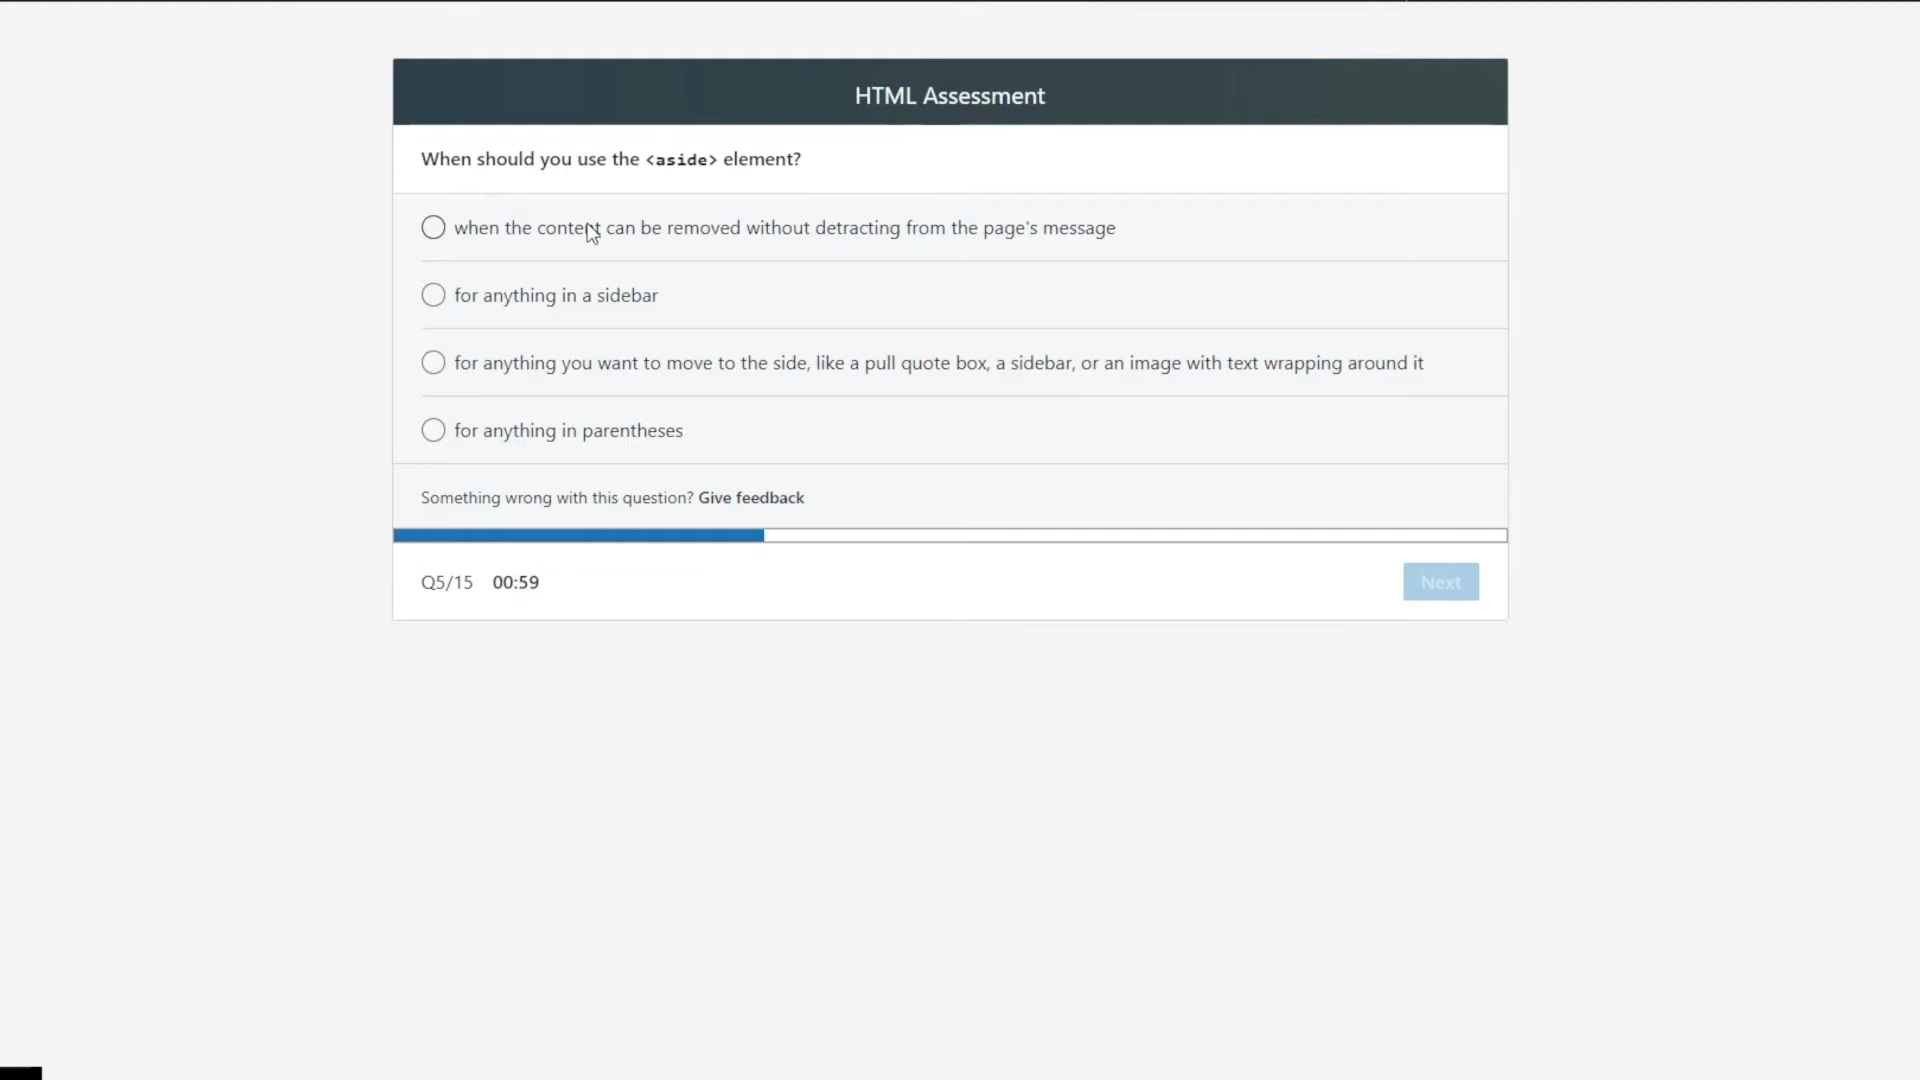 HTML Assessment
When should you use the <aside> element?
when the content can be removed without detracting from the page's message
for anything in a sidebar
for anything you want to move to the side, like a pull quote box, a sidebar, or an image with text wrapping around it
for anything in parentheses
Something wrong with this question? Give feedback
Q5/15 00:59
Next